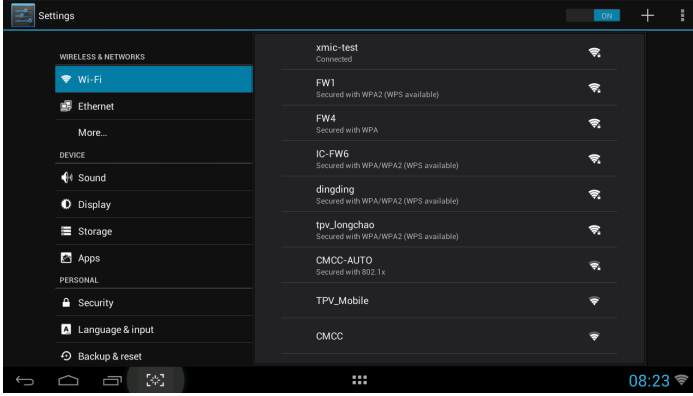 Settings
ON
WIRELESS & NETWORKS
Wi-Fi
Ethernet
More...
DEVICE
Sound
Display
Storage
Apps
PERSONAL
Security
A Language & input
Backup & reset
xmic-test
Connected
FW1
Secured with WPA2 (WPS available)
FW4
Secured with WPA
IC-FW6
Secured with WPA/WPA2 (WPS available)
dingding
Secured with WPA/WPA2 (WPS available)
tpv_longchao
Secured with WPA/WPA2 (WPS available)
CMCC-AUTO
Secured with 802.1x
TPV_Mobile
CMCC
08:23